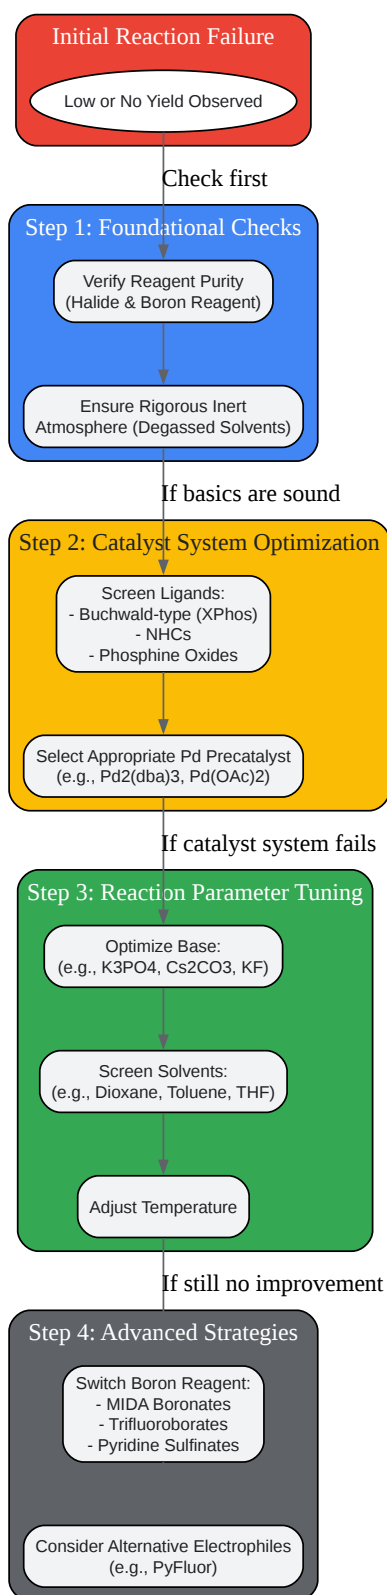 Initial Reaction Failure
Low or No Yield Observed
Check first
Step 1: Foundational Checks
Verify Reagent Purity
(Halide & Boron Reagent)
Ensure Rigorous Inert
Atmosphere (Degassed Solvents)
If basics are sound
Step 2: Catalyst System Optimization
Screen Ligands:
- Buchwald-type (XPhos)
- NHCs
- Phosphine Oxides
Select Appropriate Pd Precatalyst
(e.g., Pd2(dba)3, Pd(OAc)2)
If catalyst system fails
Step 3: Reaction Parameter Tuning
Optimize Base:
(e.g., K3PO4, Cs2CO3, KF)
Screen Solvents:
(e.g., Dioxane, Toluene, THF)
Adjust Temperature
If still no improvement
Step 4: Advanced Strategies
Switch Boron Reagent:
- MIDA Boronates
- Trifluoroborates
- Pyridine Sulfinates
Consider Alternative Electrophiles
(e.g., PyFluor)